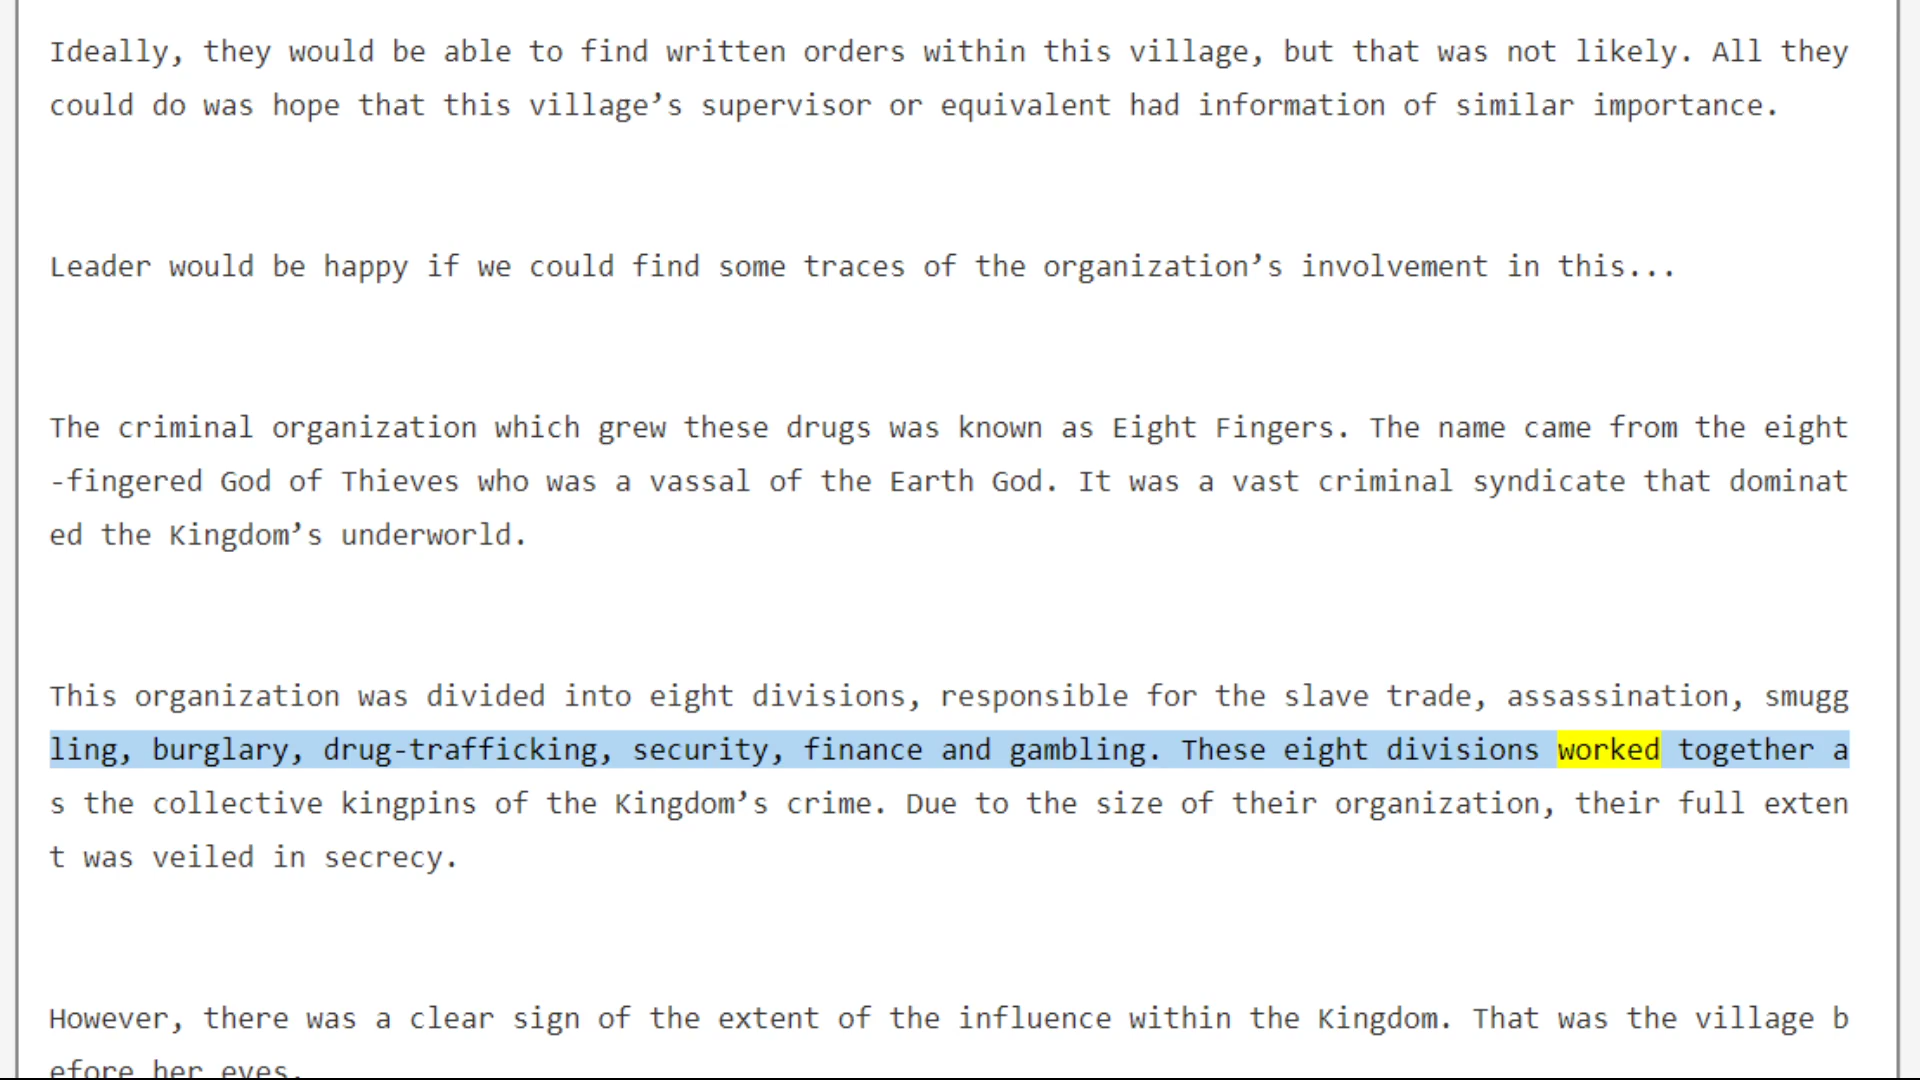 Ideally, they would be able to find written orders within this village, but that was not likely. All they
could do was hope that this village’s supervisor or equivalent had information of similar importance.
Leader would be happy if we could find some traces of the organization’s involvement in this...
The criminal organization which grew these drugs was known as Eight Fingers. The name came from the eight
-fingered God of Thieves who was a vassal of the Earth God. It was a vast criminal syndicate that dominat
ed the Kingdom’s underworld.
This organization was divided into eight divisions, responsible for the slave trade, assassination, smugg
ling, burglary, drug-trafficking, security, finance and gambling. These eight divisions worked together a
s the collective kingpins of the Kingdom’s crime. Due to the size of their organization, their full exten
t was veiled in secrecy.
However, there was a clear sign of the extent of the influence within the Kingdom. That was the village b
efore her eyes.